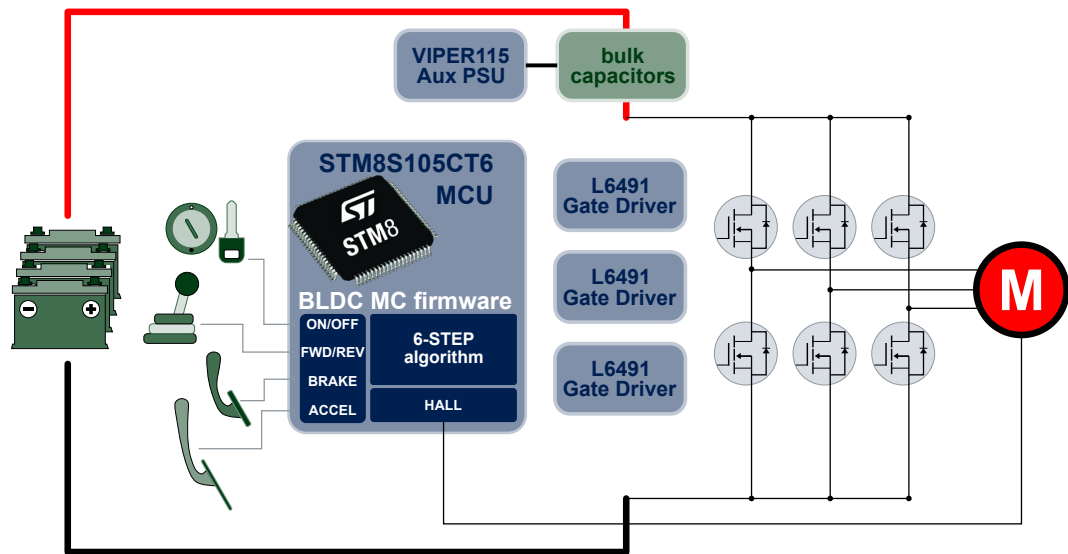 VIPER115
Aux PSU
bulk
capacitors
STM8S105CT6
MCU
ST
STM8
BLDC MC firmware
ON/OFF
FWD/REV
BRAKE
ACCEL
6-STEP
algorithm
HALL
L6491
Gate Driver
L6491
Gate Driver
L6491
Gate Driver
M